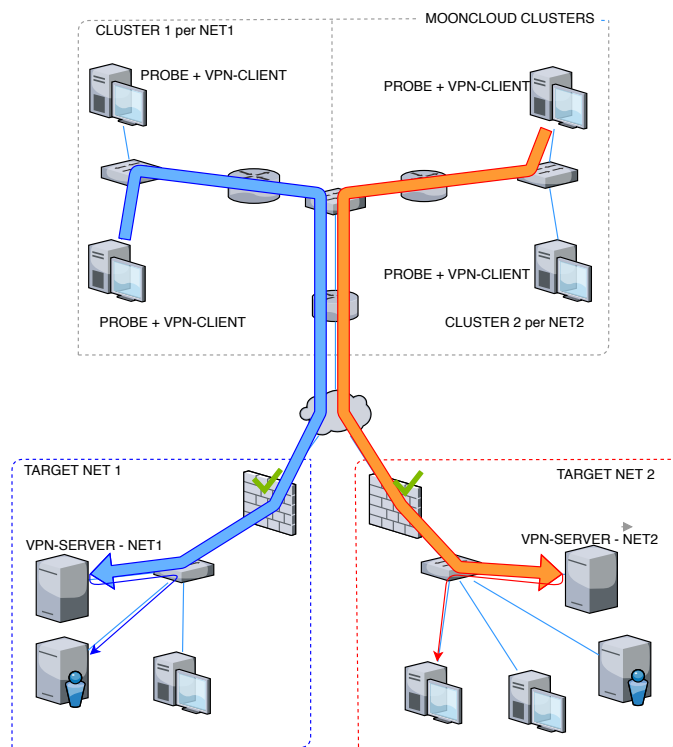 MOONCLOUD CLUSTERS
CLUSTER 1 per NET1
PROBE + VPN-CLIENT
PROBE + VPN-CLIENT
PROBE + VPN-CLIENT
PROBE + VPN-CLIENT
CLUSTER 2 per NET2
TARGET NET 1
TARGET NET 2
VPN-SERVER - NET1
VPN-SERVER - NET2